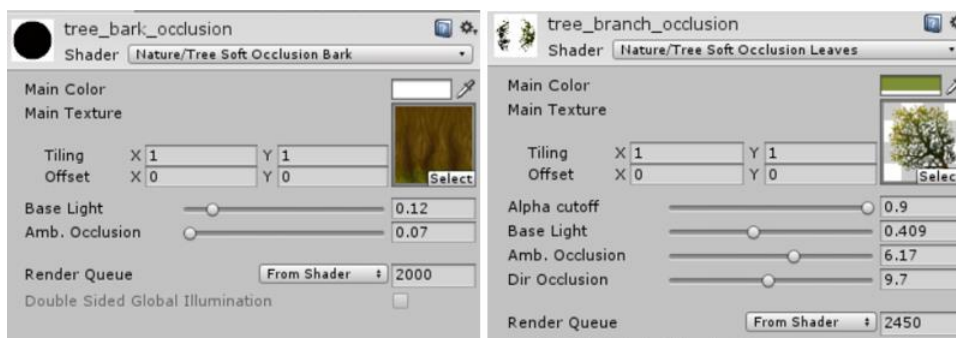 tree_bark_occlusion
Shader Nature/Tree Soft Occlusion Bark
Main Color
Main Texture
Tiling X 1 Y 1
Offset X 0 Y 0
Select
Base Light 0.12
Amb. Occlusion 0.07
Render Queue From Shader 2000
Double Sided Global Illumination
tree_branch_occlusion
Shader Nature/Tree Soft Occlusion Leaves
Main Color
Main Texture
Tiling X 1 Y 1
Offset X 0 Y 0
Selec
Alpha cutoff 0.9
Base Light 0.409
Amb. Occlusion 6.17
Dir Occlusion 9.7
Render Queue From Shader 2450